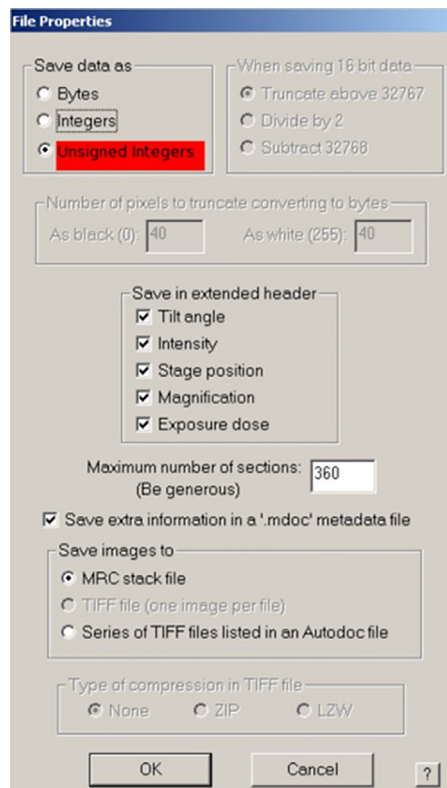 File Properties
Save data as
Bytes
Integers
Unsigned Integers
When saving 16 bit data
Truncate above 32767
Divide by 2
Subtract 32768
Number of pixels to truncate converting to bytes
As black (0): 40 As white (255): 40
Save in extended header
Tilt angle
Intensity
Stage position
Magnification
Exposure dose
Maximum number of sections: 360
(Be generous)
Save extra information in a '.mdoc' metadata file
Save images to
MRC stack file
TIFF file (one image per file)
Series of TIFF files listed in an Autodoc file
Type of compression in TIFF file
None ZIP LZW
OK Cancel ?